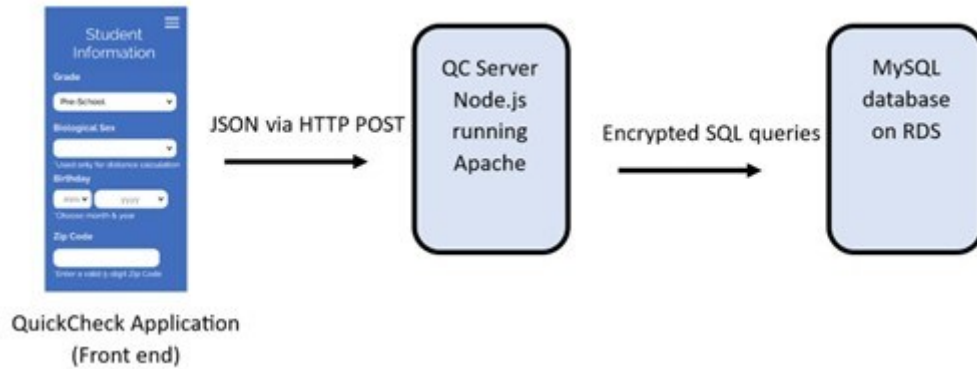 Student
Information
Grade
Pre-School
Biological Sex
*Used only for distance calculation
Birthday
mm yyyy
*Choose month & year
Zip Code
*Enter a valid 5-digit Zip Code
QuickCheck Application
(Front end)
JSON via HTTP POST
QC Server
Node.js
running
Apache
Encrypted SQL queries
MySQL
database
on RDS